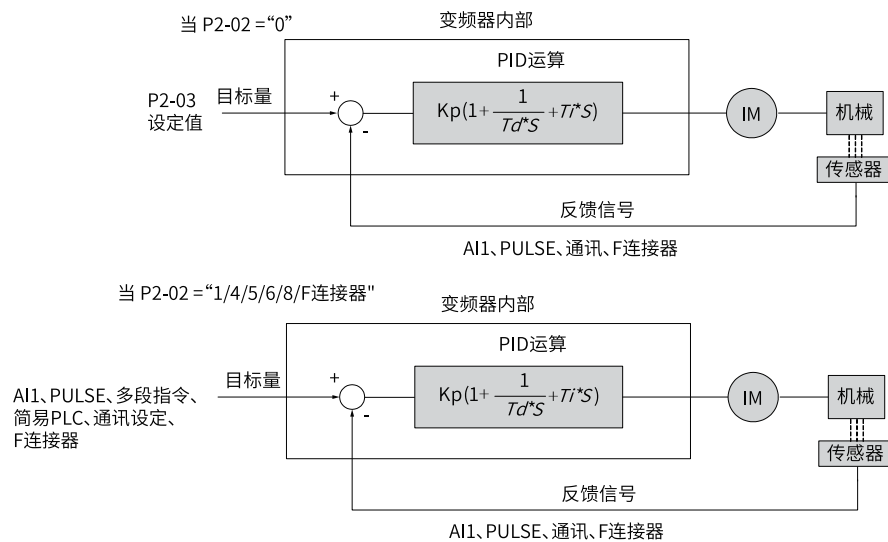 当 P2-02 =“0”
变频器内部
PID运算
P2-03
设定值
目标量
+
-
Kp(1+ 1/Td*S +Ti*S)
IM
机械
传感器
反馈信号
AI1、PULSE、通讯、F连接器
当 P2-02 =“1/4/5/6/8/F连接器"
变频器内部
PID运算
AI1、PULSE、多段指令、
简易PLC、通讯设定、
F连接器
目标量
+
-
Kp(1+ 1/Td*S +Ti*S)
IM
机械
传感器
反馈信号
AI1、PULSE、通讯、F连接器